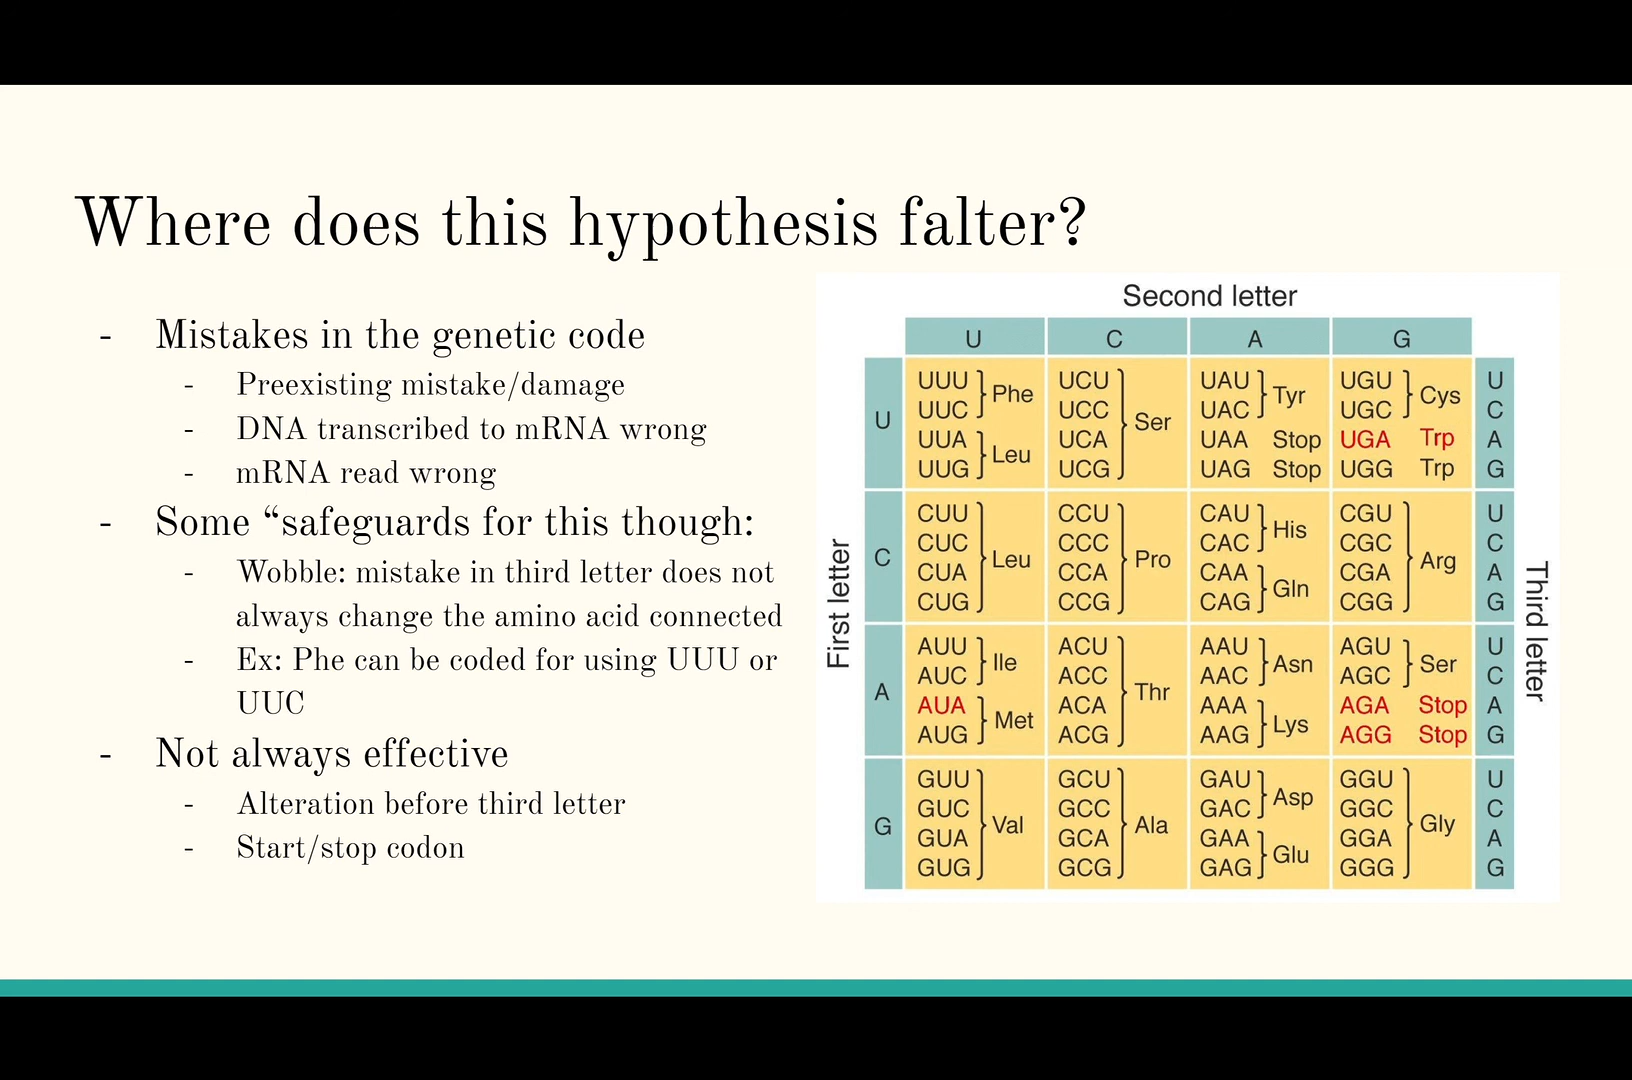 Where does this hypothesis falter?
- Mistakes in the genetic code
- Preexisting mistake/damage
- DNA transcribed to mRNA wrong
- mRNA read wrong
- Some “safeguards for this though:
- Wobble: mistake in third letter does not
always change the amino acid connected
- Ex: Phe can be coded for using UUU or
UUC
- Not always effective
- Alteration before third letter
- Start/stop codon
Second letter
U C A G
First letter
U
UUU UUC Phe
UUA UUG Leu
UCU UCC UCA UCG Ser
UAU UAC Tyr
UAA Stop
UAG Stop
UGU UGC Cys
UGA Trp
UGG Trp
U C A G
C
CUU CUC CUA CUG Leu
CCU CCC CCA CCG Pro
CAU CAC His
CAA CAG Gln
CGU CGC CGA CGG Arg
U C A G
A
AUU AUC Ile
AUA AUG Met
ACU ACC ACA ACG Thr
AAU AAC Asn
AAA AAG Lys
AGU AGC Ser
AGA Stop
AGG Stop
U C A G
G
GUU GUC GUA GUG Val
GCU GCC GCA GCG Ala
GAU GAC Asp
GAA GAG Glu
GGU GGC GGA GGG Gly
U C A G
Third letter